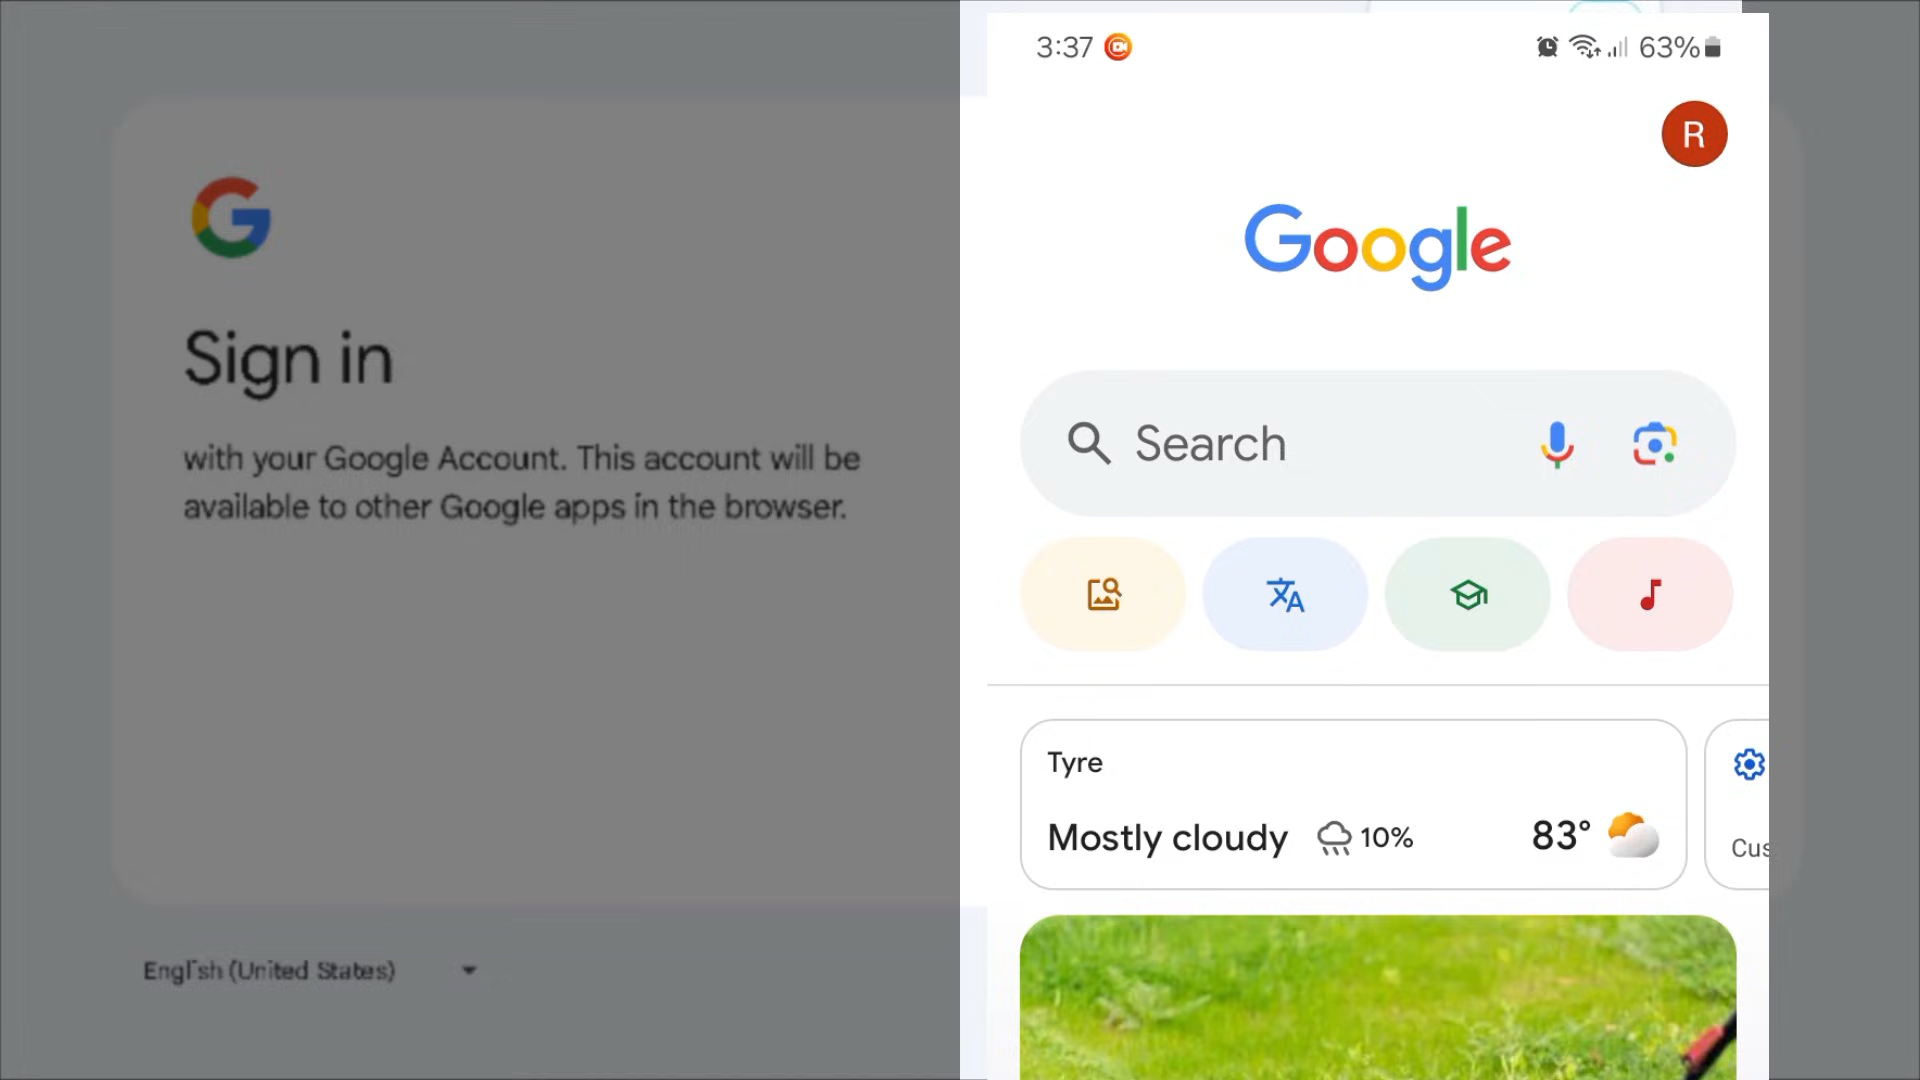 Sign in
with your Google Account. This account will be
available to other Google apps in the browser.
English (United States)
3:37
63%
R
Google
Search
Tyre
Mostly cloudy 10% 83°
Cus